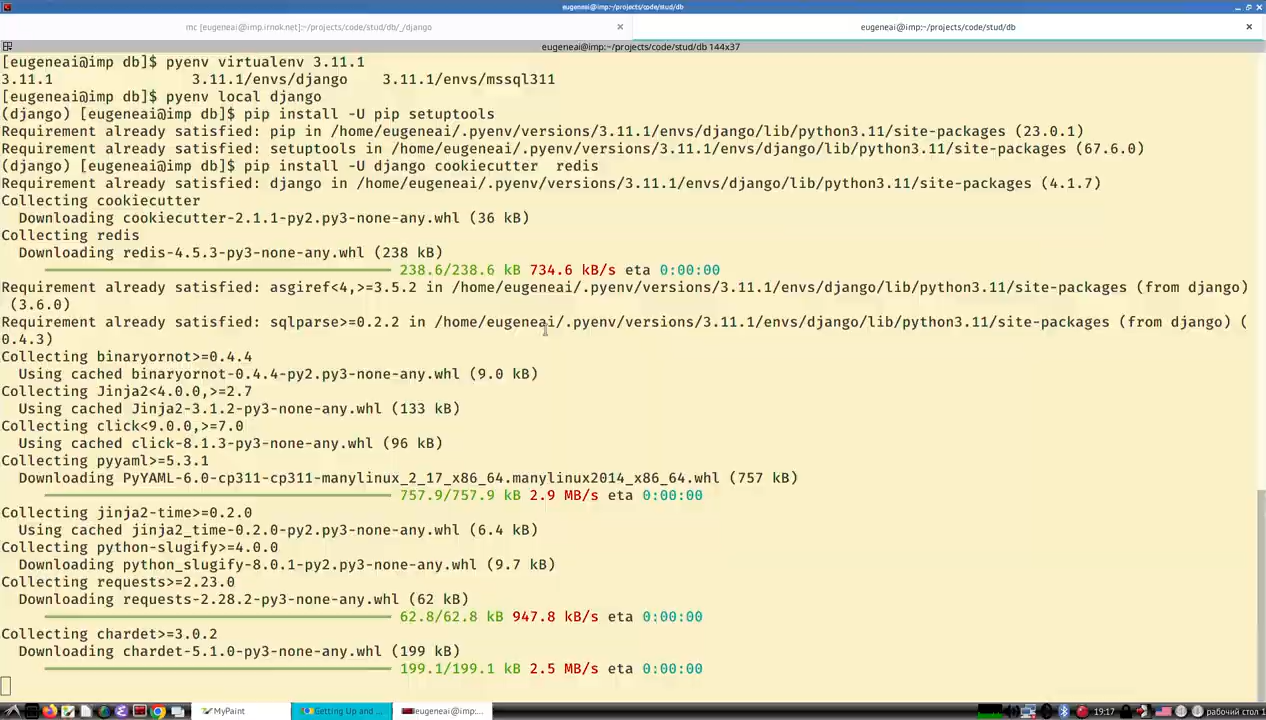 eugeneai@imp:~/projects/code/stud/db
mc [eugeneai@imp.irnok.net]:~/projects/code/stud/db/_/django
eugeneai@imp:~/projects/code/stud/db
eugeneai@imp:~/projects/code/stud/db 144x37
[eugeneai@imp db]$ pyenv virtualenv 3.11.1
3.11.1                3.11.1/envs/django    3.11.1/envs/mssql311
[eugeneai@imp db]$ pyenv local django
(django) [eugeneai@imp db]$ pip install -U pip setuptools
Requirement already satisfied: pip in /home/eugeneai/.pyenv/versions/3.11.1/envs/django/lib/python3.11/site-packages (23.0.1)
Requirement already satisfied: setuptools in /home/eugeneai/.pyenv/versions/3.11.1/envs/django/lib/python3.11/site-packages (67.6.0)
(django) [eugeneai@imp db]$ pip install -U django cookiecutter  redis
Requirement already satisfied: django in /home/eugeneai/.pyenv/versions/3.11.1/envs/django/lib/python3.11/site-packages (4.1.7)
Collecting cookiecutter
  Downloading cookiecutter-2.1.1-py2.py3-none-any.whl (36 kB)
Collecting redis
  Downloading redis-4.5.3-py3-none-any.whl (238 kB)
238.6/238.6 kB 734.6 kB/s eta 0:00:00
Requirement already satisfied: asgiref<4,>=3.5.2 in /home/eugeneai/.pyenv/versions/3.11.1/envs/django/lib/python3.11/site-packages (from django)
 (3.6.0)
Requirement already satisfied: sqlparse>=0.2.2 in /home/eugeneai/.pyenv/versions/3.11.1/envs/django/lib/python3.11/site-packages (from django) (
0.4.3)
Collecting binaryornot>=0.4.4
  Using cached binaryornot-0.4.4-py2.py3-none-any.whl (9.0 kB)
Collecting Jinja2<4.0.0,>=2.7
  Using cached Jinja2-3.1.2-py3-none-any.whl (133 kB)
Collecting click<9.0.0,>=7.0
  Using cached click-8.1.3-py3-none-any.whl (96 kB)
Collecting pyyaml>=5.3.1
  Downloading PyYAML-6.0-cp311-cp311-manylinux_2_17_x86_64.manylinux2014_x86_64.whl (757 kB)
757.9/757.9 kB 2.9 MB/s eta 0:00:00
Collecting jinja2-time>=0.2.0
  Using cached jinja2_time-0.2.0-py2.py3-none-any.whl (6.4 kB)
Collecting python-slugify>=4.0.0
  Downloading python_slugify-8.0.1-py2.py3-none-any.whl (9.7 kB)
Collecting requests>=2.23.0
  Downloading requests-2.28.2-py3-none-any.whl (62 kB)
62.8/62.8 kB 947.8 kB/s eta 0:00:00
Collecting chardet>=3.0.2
  Downloading chardet-5.1.0-py3-none-any.whl (199 kB)
199.1/199.1 kB 2.5 MB/s eta 0:00:00
MyPaint
Getting Up and ...
eugeneai@imp:...
19:17
рабочий стол 1